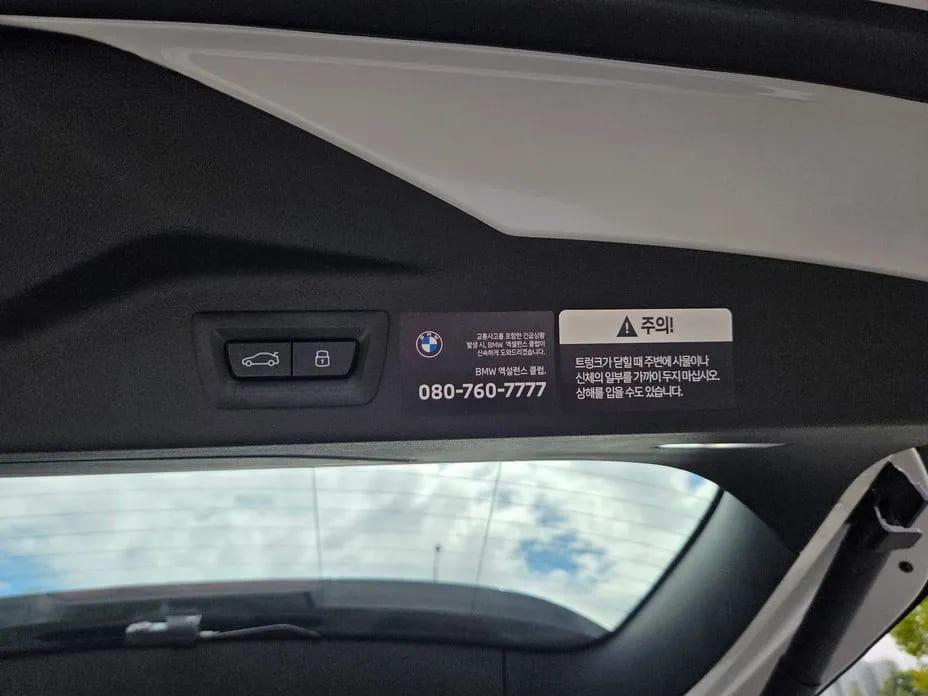 교통사고를 포함한 긴급상황
발생 시, BMW 엑설런스 클럽이
신속하게 도와드리겠습니다.
BMW 엑설런스 클럽.
080-760-7777
주의!
트렁크가 닫힐 때 주변에 사물이나
신체의 일부를 가까이 두지 마십시오.
상해를 입을 수도 있습니다.